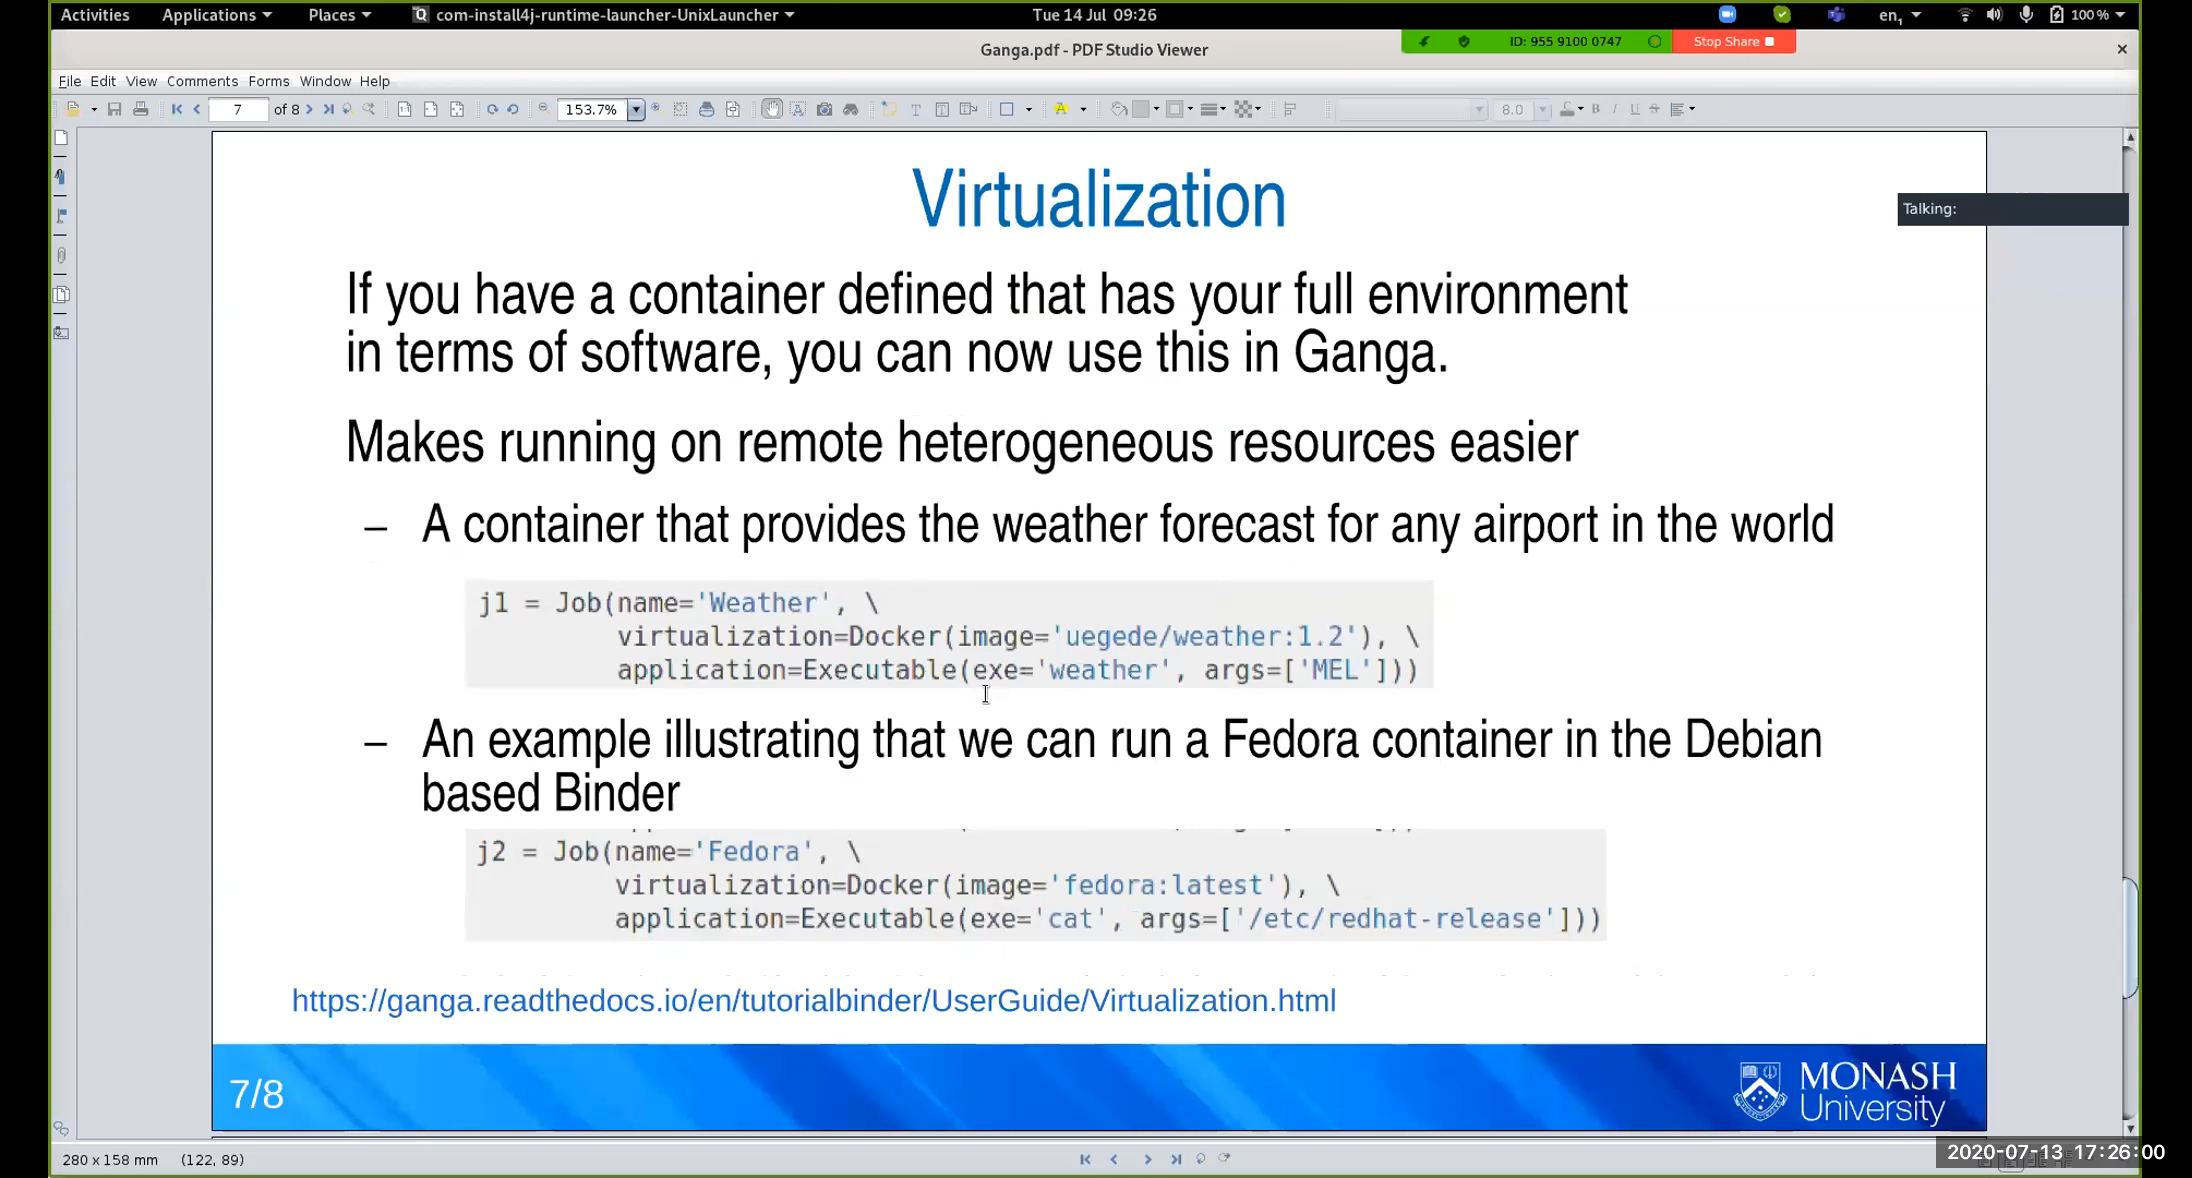 Activities Applications Places com-install4j-runtime-launcher-UnixLauncher Tue 14 Jul 09:26 en1 100 %
Ganga.pdf - PDF Studio Viewer ID: 955 9100 0747 Stop Share
File Edit View Comments Forms Window Help
7 of 8 153.7% 8.0
Virtualization
Talking:
If you have a container defined that has your full environment
in terms of software, you can now use this in Ganga.
Makes running on remote heterogeneous resources easier
– A container that provides the weather forecast for any airport in the world
j1 = Job(name='Weather', \
virtualization=Docker(image='uegede/weather:1.2'), \
application=Executable(exe='weather', args=['MEL']))
– An example illustrating that we can run a Fedora container in the Debian
based Binder
j2 = Job(name='Fedora', \
virtualization=Docker(image='fedora:latest'), \
application=Executable(exe='cat', args=['/etc/redhat-release']))
https://ganga.readthedocs.io/en/tutorialbinder/UserGuide/Virtualization.html
7/8
MONASH
University
280 x 158 mm (122, 89)
2020-07-13 17:26:00